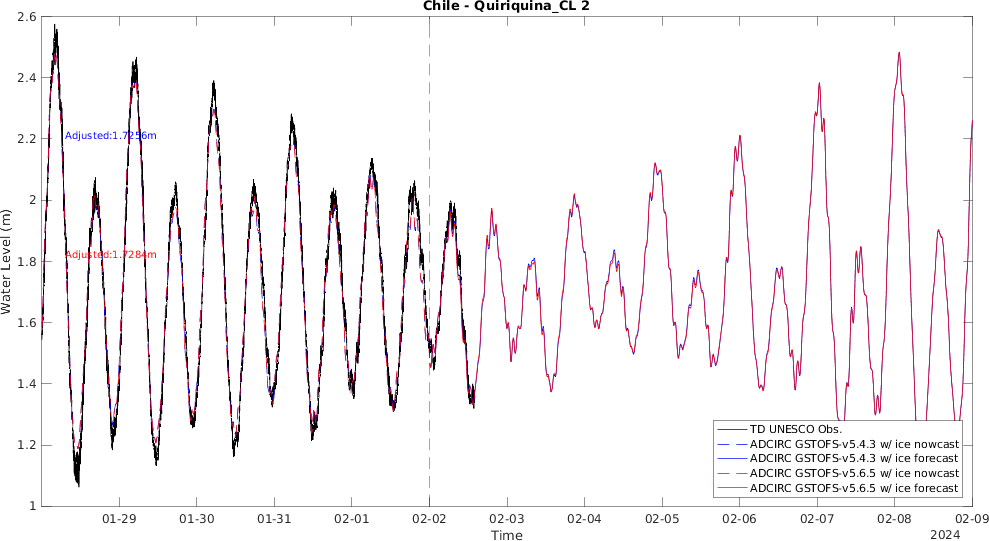 Chile - Quiriquina_CL 2
2.6
2.4
2.2
2
1.8
1.6
1.4
1.2
1
Water Level (m)
Adjusted:1.7256m
Adjusted:1.7284m
TD UNESCO Obs.
ADCIRC GSTOFS-v5.4.3 w/ ice nowcast
ADCIRC GSTOFS-v5.4.3 w/ ice forecast
ADCIRC GSTOFS-v5.6.5 w/ ice nowcast
ADCIRC GSTOFS-v5.6.5 w/ ice forecast
01-29 01-30 01-31 02-01 02-02 02-03 02-04 02-05 02-06 02-07 02-08 02-09
Time
2024